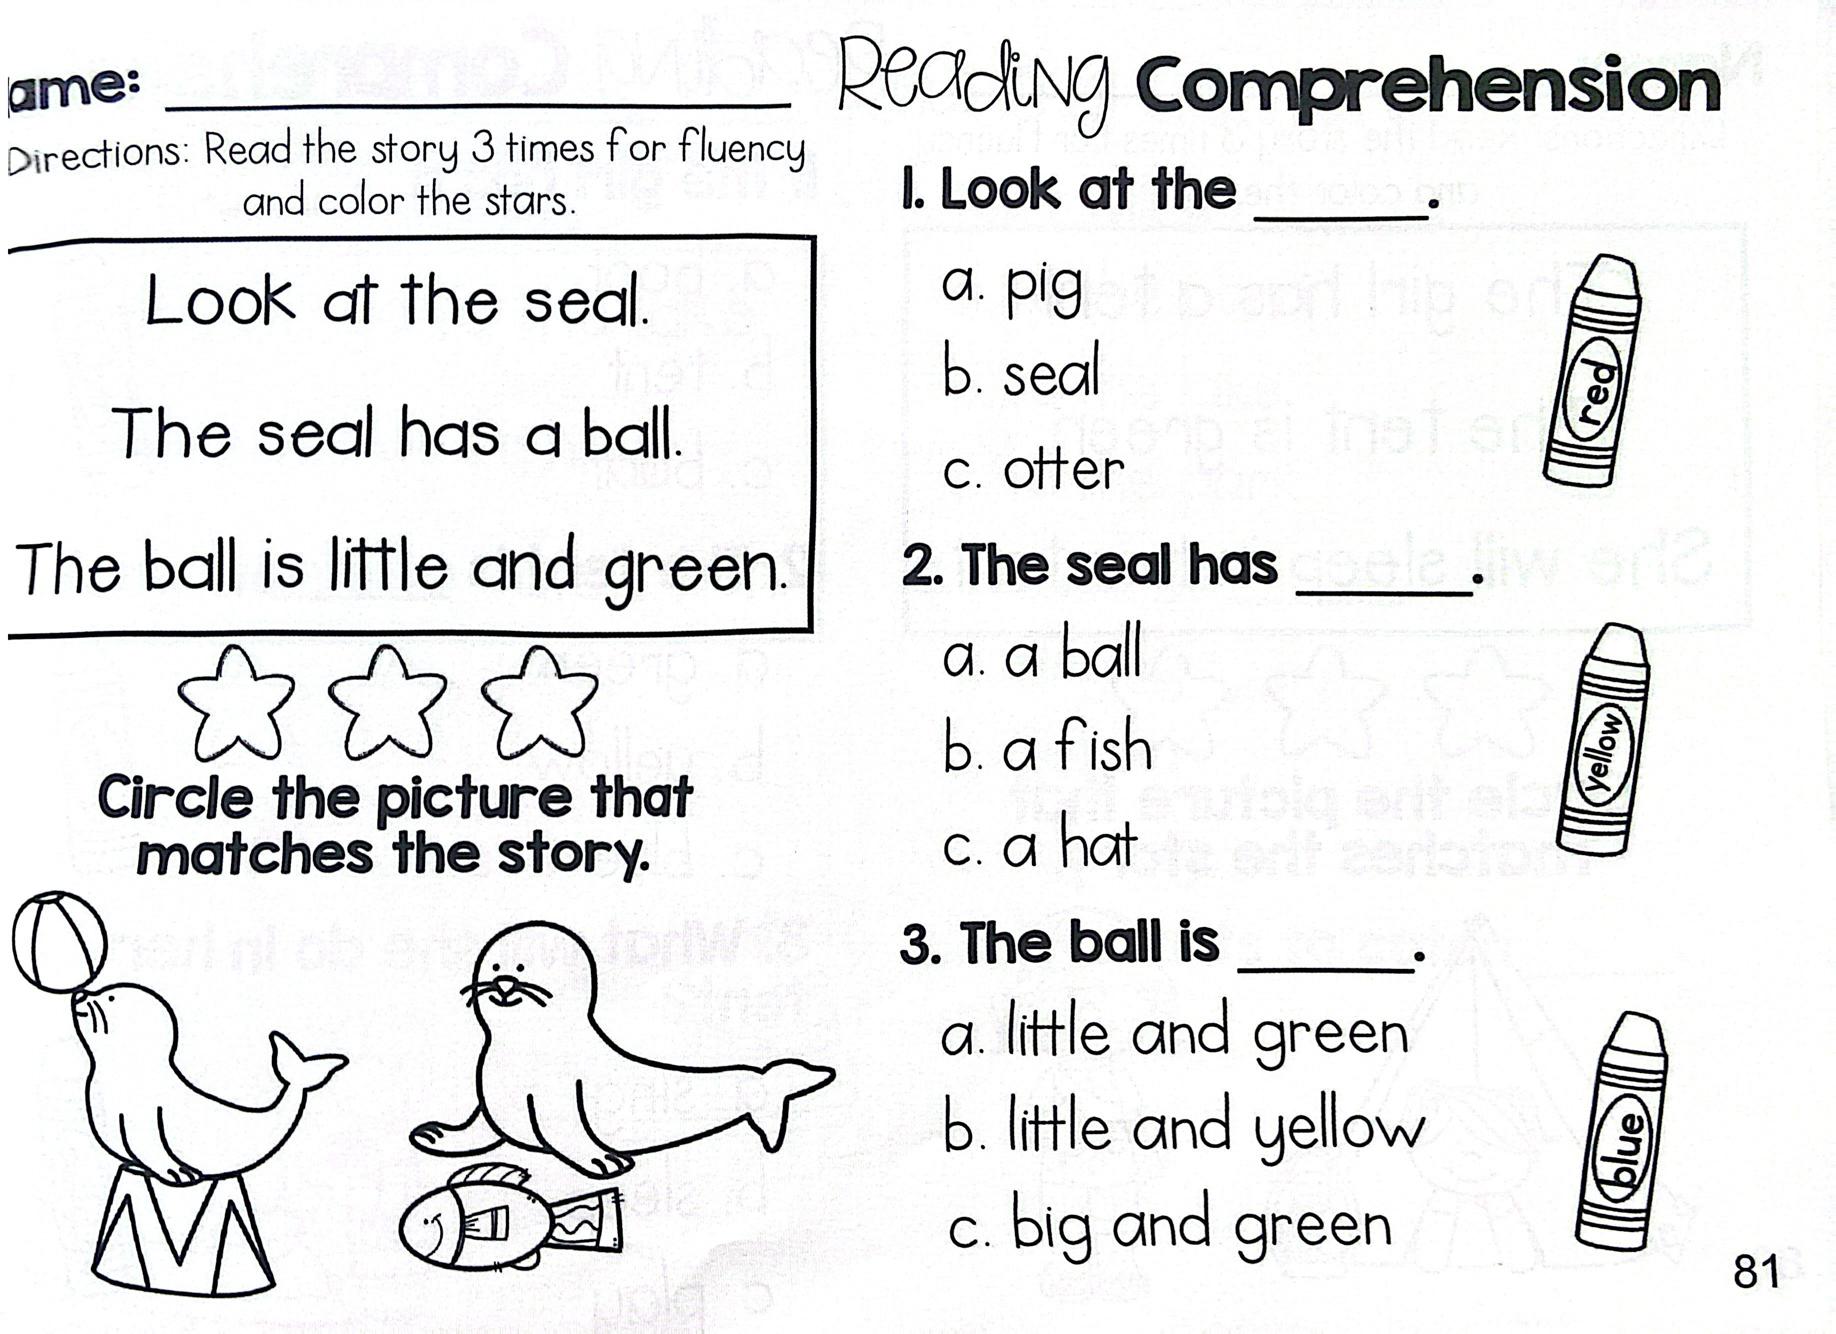 ame:
Directions: Read the story 3 times for fluency
and color the stars.
Look at the seal.
The seal has a ball.
The ball is little and green.
Circle the picture that
matches the story.
Reading Comprehension
1. Look at the ______.
a. pig
b. seal
c. otter
red
2. The seal has ______.
a. a ball
b. a fish
c. a hat
yellow
3. The ball is ______.
a. little and green
b. little and yellow
c. big and green
blue
81